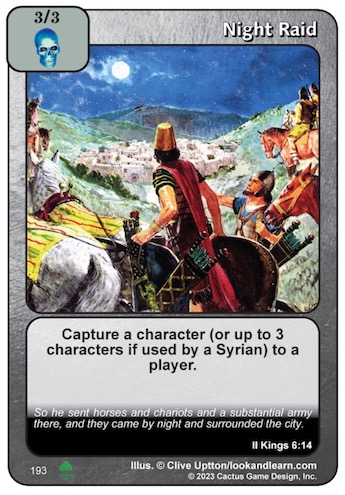 3/3
Night Raid
Capture a character (or up to 3
characters if used by a Syrian) to a
player.
So he sent horses and chariots and a substantial army
there, and they came by night and surrounded the city.
II Kings 6:14
193
Illus. © Clive Uptton/lookandlearn.com
© 2023 Cactus Game Design, Inc.